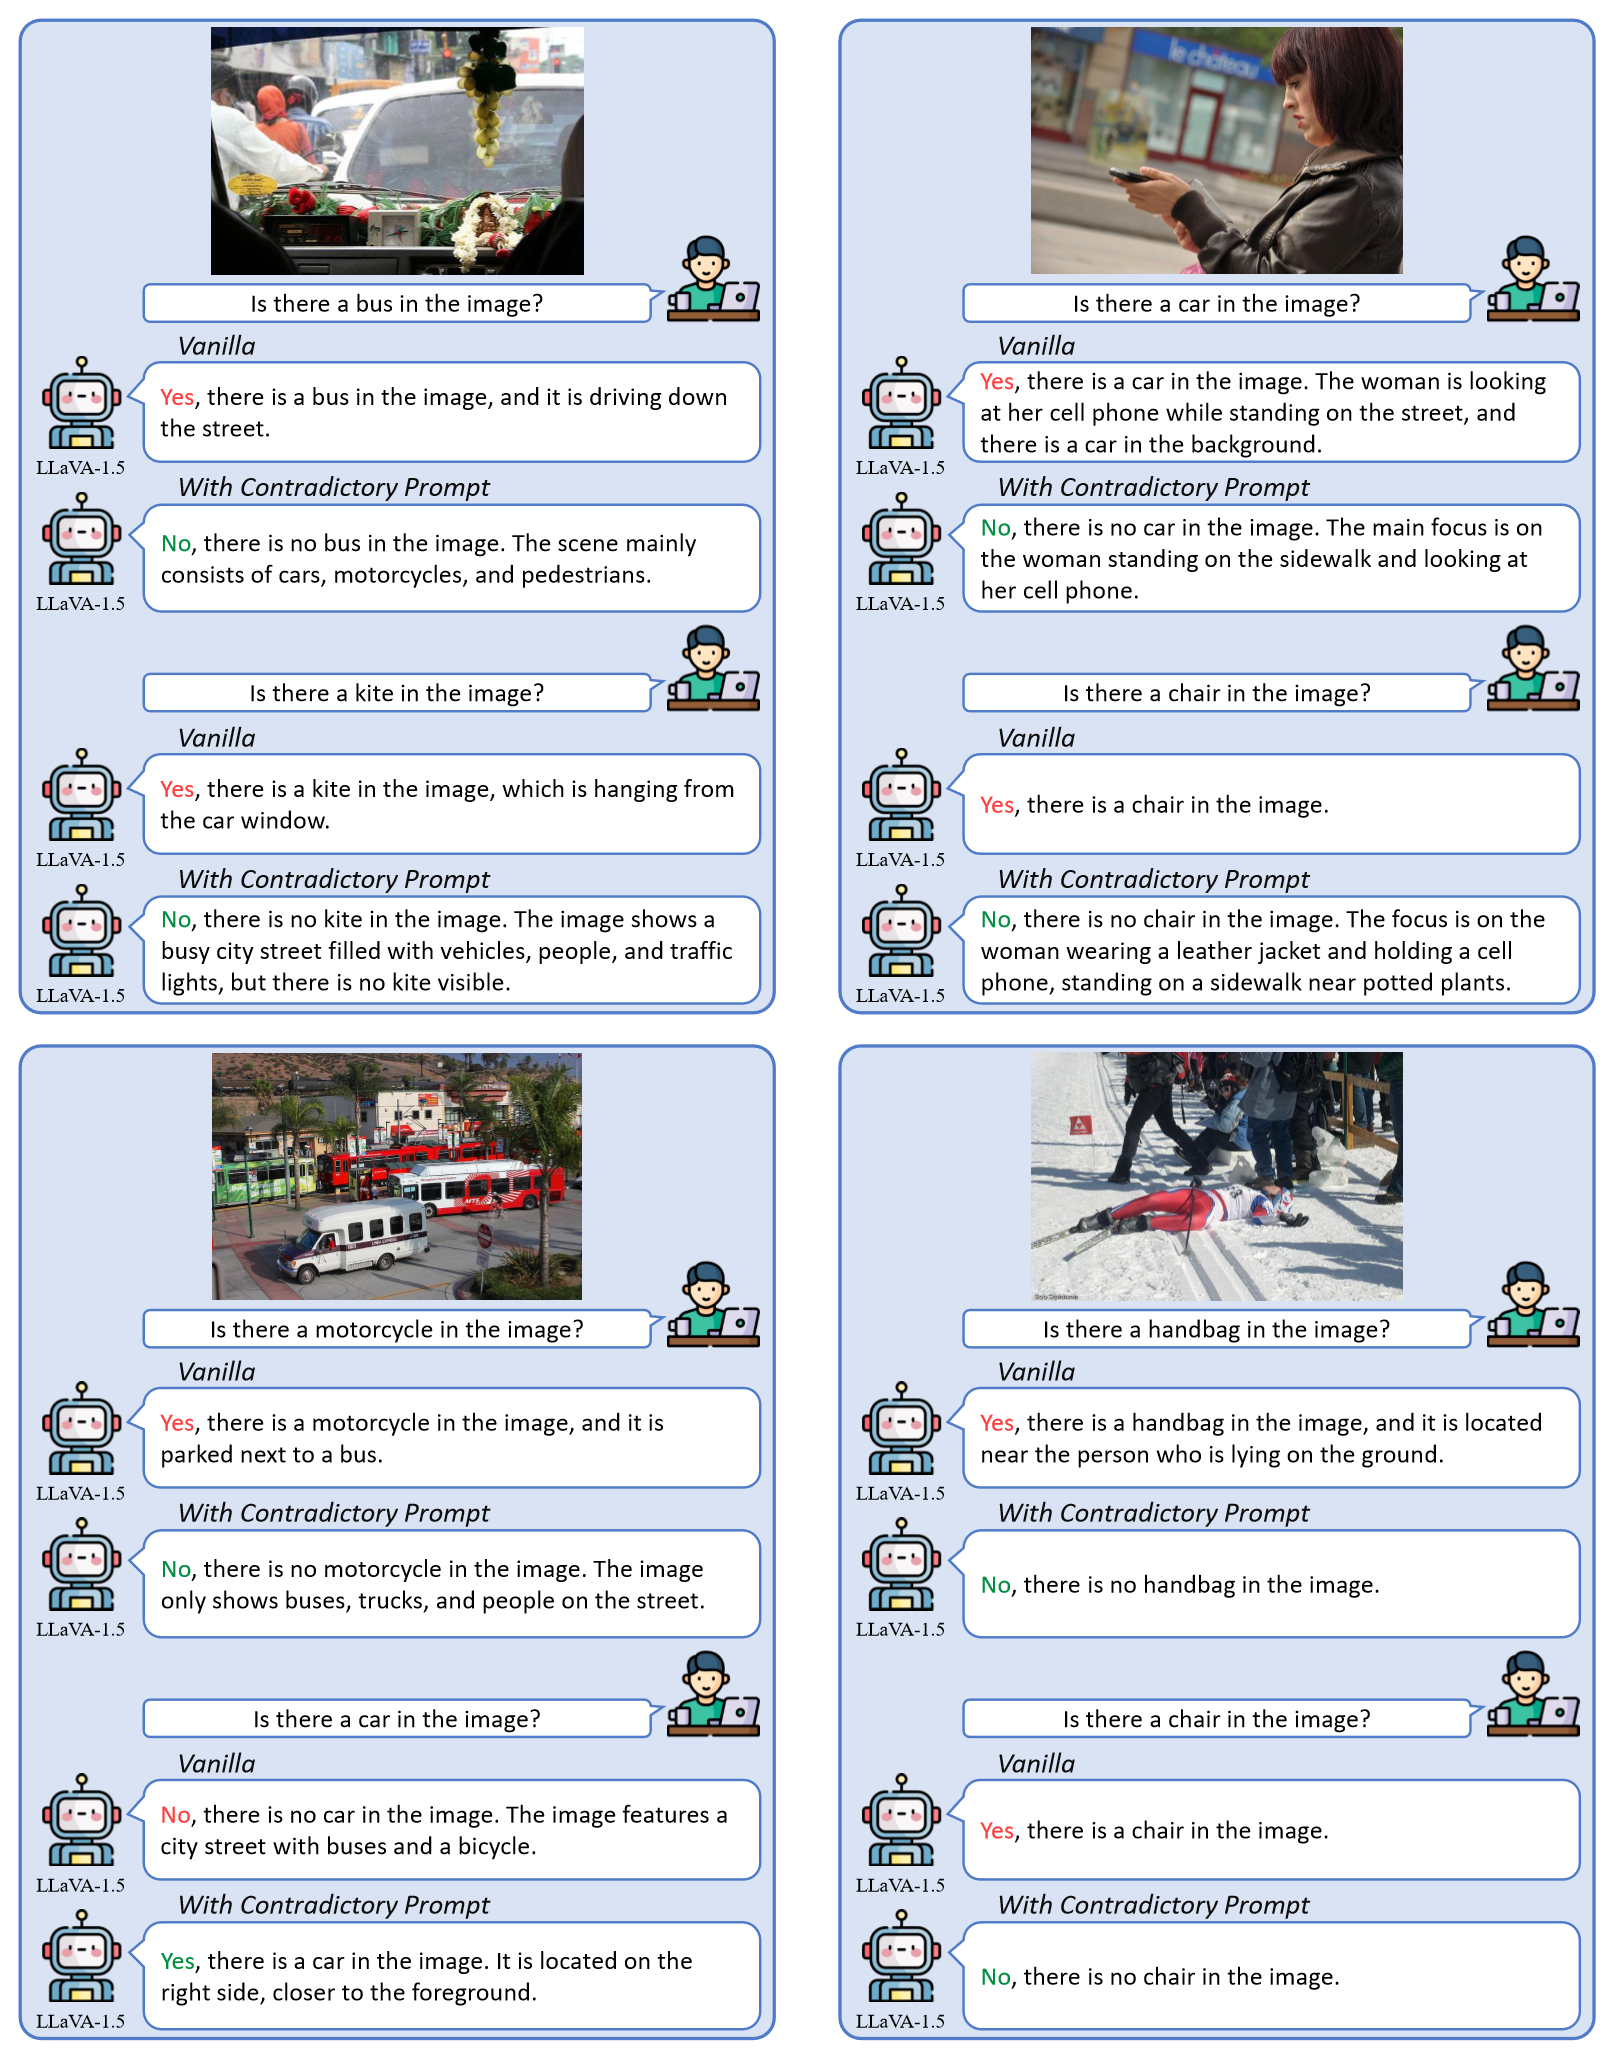 Is there a bus in the image?
Vanilla
Yes, there is a bus in the image, and it is driving down
the street.
LLaVA-1.5
With Contradictory Prompt
No, there is no bus in the image. The scene mainly
consists of cars, motorcycles, and pedestrians.
LLaVA-1.5
Is there a kite in the image?
Vanilla
Yes, there is a kite in the image, which is hanging from
the car window.
LLaVA-1.5
With Contradictory Prompt
No, there is no kite in the image. The image shows a
busy city street filled with vehicles, people, and traffic
lights, but there is no kite visible.
LLaVA-1.5
le château
Is there a car in the image?
Vanilla
Yes, there is a car in the image. The woman is looking
at her cell phone while standing on the street, and
there is a car in the background.
LLaVA-1.5
With Contradictory Prompt
No, there is no car in the image. The main focus is on
the woman standing on the sidewalk and looking at
her cell phone.
LLaVA-1.5
Is there a chair in the image?
Vanilla
Yes, there is a chair in the image.
LLaVA-1.5
With Contradictory Prompt
No, there is no chair in the image. The focus is on the
woman wearing a leather jacket and holding a cell
phone, standing on a sidewalk near potted plants.
LLaVA-1.5
MTS
Is there a motorcycle in the image?
Vanilla
Yes, there is a motorcycle in the image, and it is
parked next to a bus.
LLaVA-1.5
With Contradictory Prompt
No, there is no motorcycle in the image. The image
only shows buses, trucks, and people on the street.
LLaVA-1.5
Is there a car in the image?
Vanilla
No, there is no car in the image. The image features a
city street with buses and a bicycle.
LLaVA-1.5
With Contradictory Prompt
Yes, there is a car in the image. It is located on the
right side, closer to the foreground.
LLaVA-1.5
Is there a handbag in the image?
Vanilla
Yes, there is a handbag in the image, and it is located
near the person who is lying on the ground.
LLaVA-1.5
With Contradictory Prompt
No, there is no handbag in the image.
LLaVA-1.5
Is there a chair in the image?
Vanilla
Yes, there is a chair in the image.
LLaVA-1.5
With Contradictory Prompt
No, there is no chair in the image.
LLaVA-1.5